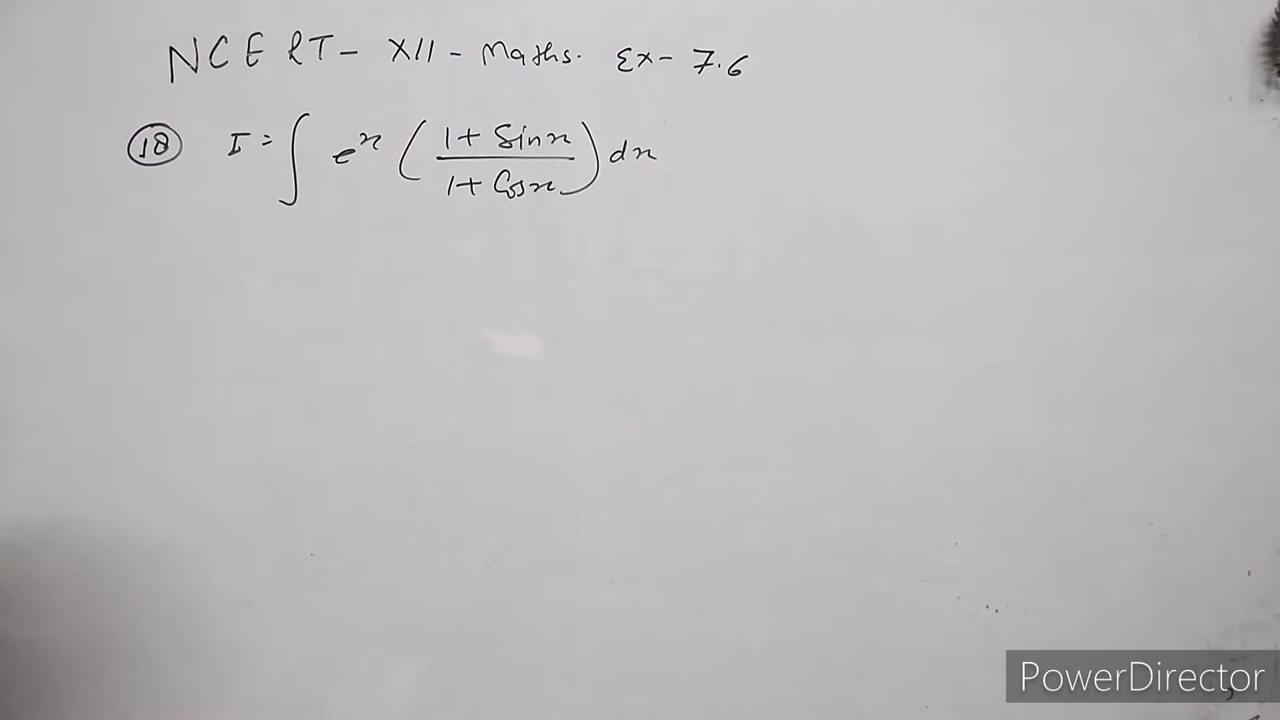 NCERT- XII - Maths. Ex- 7.6
(18) I = ∫ e^x (1 + Sinx / 1 + Cosx) dx
PowerDirector